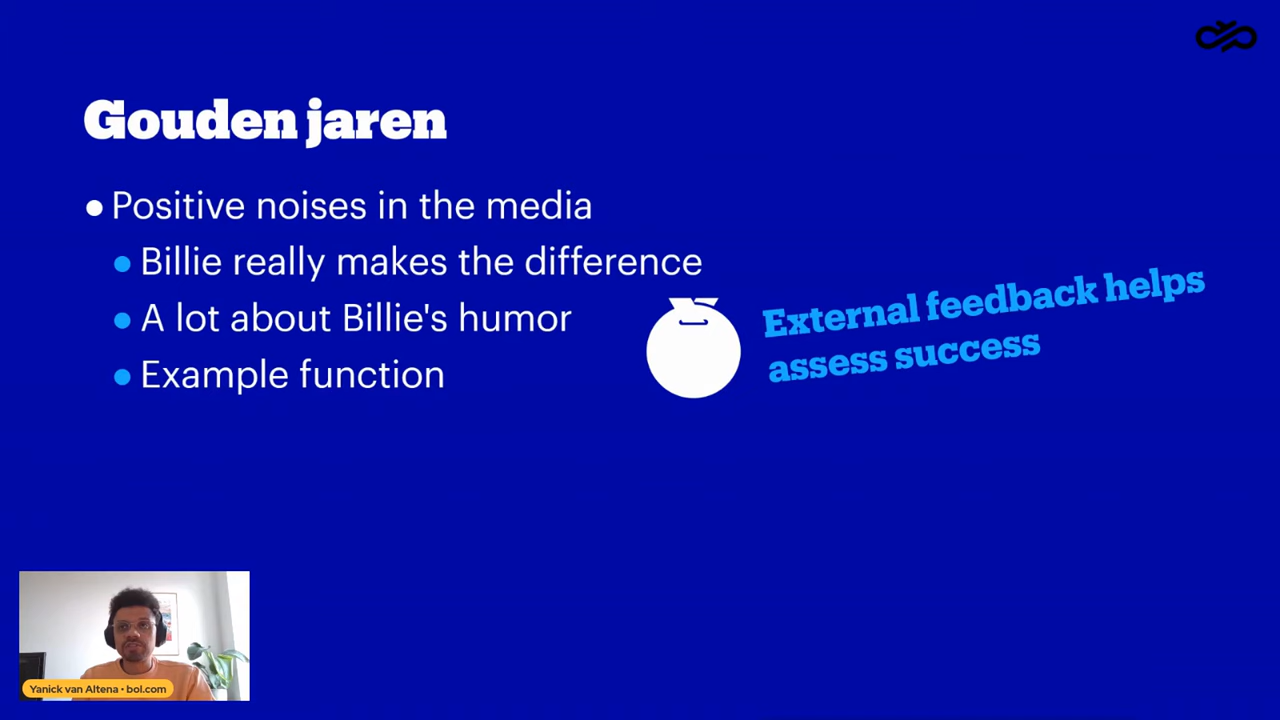 Gouden jaren
Positive noises in the media
Billie really makes the difference
A lot about Billie's humor
Example function
External feedback helps
assess success
Yanick van Altena • bol.com